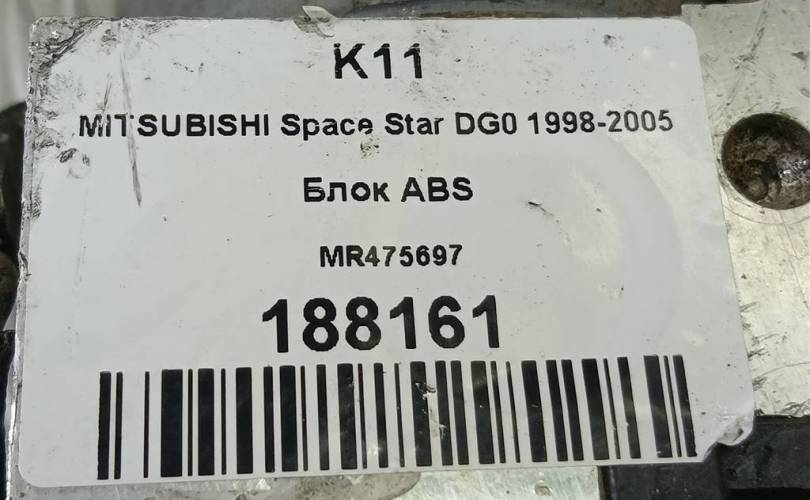 K11
MITSUBISHI Space Star DG0 1998-2005
Блок ABS
MR475697
188161